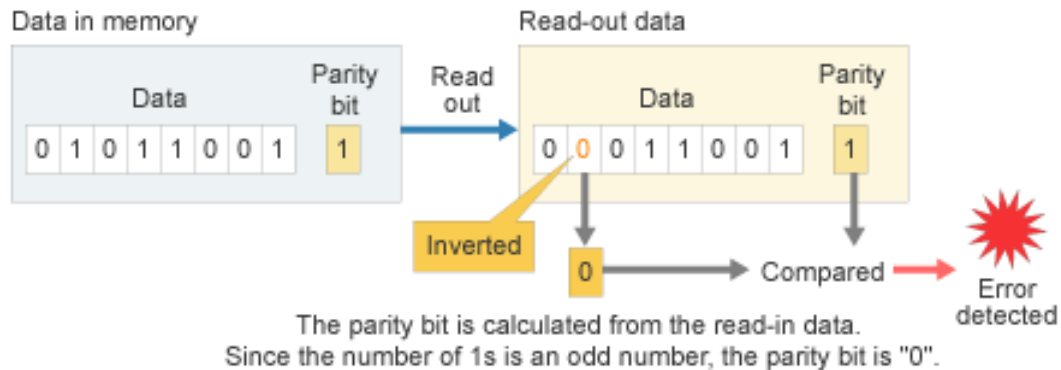 Data in memory
Read-out data
Data
Parity
bit
Read
out
Data
Parity
bit
0 1 0 1 1 0 0 1
1
0 0 0 1 1 0 0 1
1
Inverted
0
Compared
Error
detected
The parity bit is calculated from the read-in data.
Since the number of 1s is an odd number, the parity bit is "0".